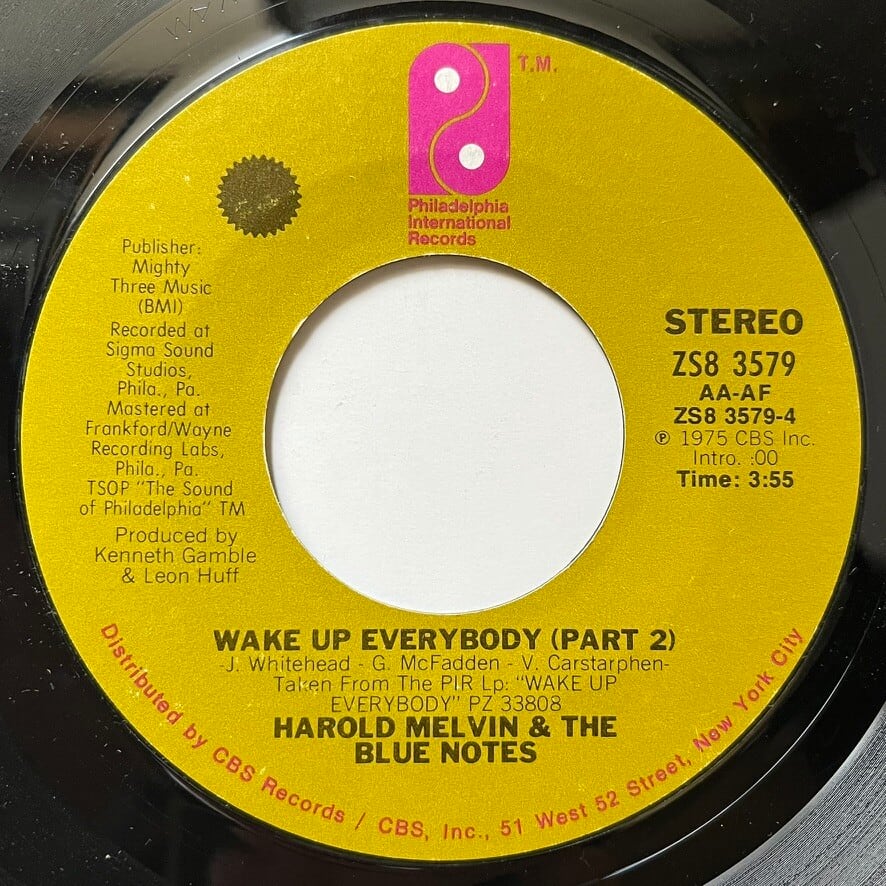 T.M.
Philadelphia
International
Records
Publisher:
Mighty
Three Music
(BMI)
Recorded at
Sigma Sound
Studios,
Phila., Pa.
Mastered at
Frankford/Wayne
Recording Labs,
Phila., Pa.
TSOP "The Sound
of Philadelphia" TM
Produced by
Kenneth Gamble
& Leon Huff
STEREO
ZS8 3579
AA-AF
ZS8 3579-4
℗ 1975 CBS Inc.
Intro. :00
Time: 3:55
WAKE UP EVERYBODY (PART 2)
-J. Whitehead - G. McFadden - V. Carstarphen-
Taken From The PIR Lp: "WAKE UP
EVERYBODY" PZ 33808
HAROLD MELVIN & THE
BLUE NOTES
Distributed by CBS Records / CBS, Inc., 51 West 52 Street, New York City